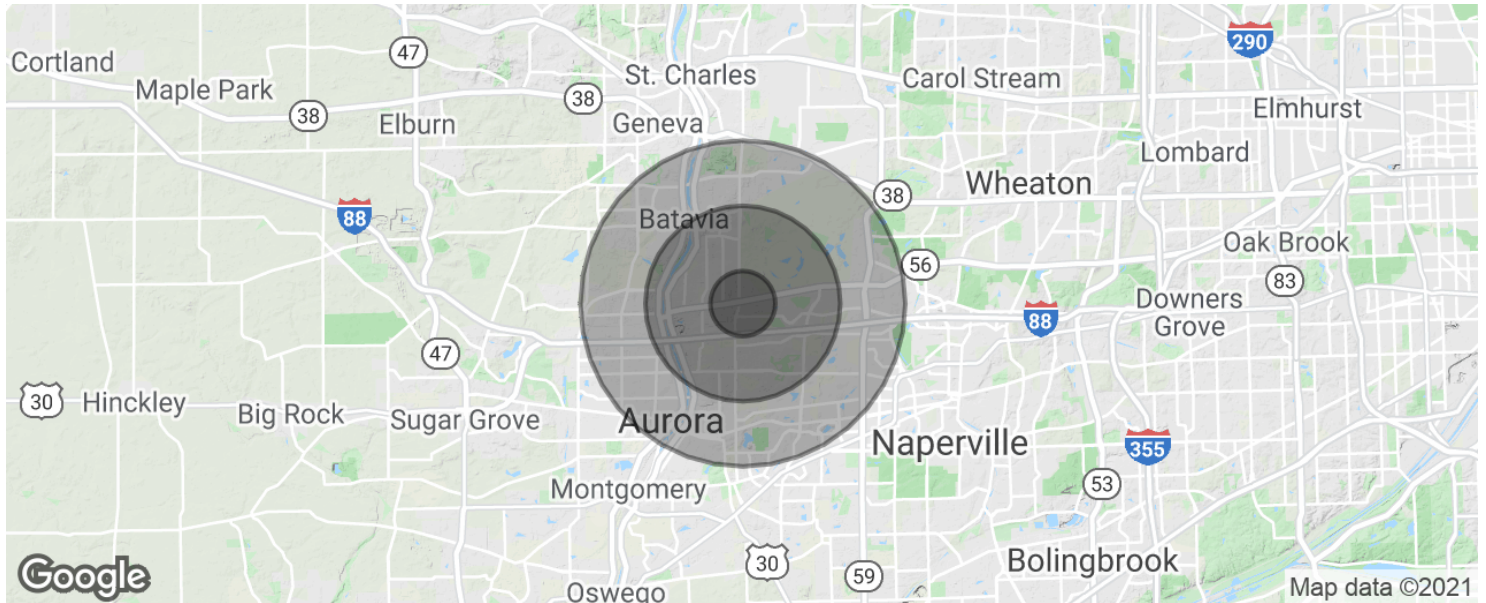 290
47
Cortland
St. Charles
Carol Stream
Maple Park
38
38
Elmhurst
Elburn
Geneva
Lombard
Wheaton
38
88
Batavia
Oak Brook
56
83
Downers
Grove
88
47
30
Hinckley
Big Rock
Sugar Grove
Aurora
Naperville
355
53
Montgomery
Bolingbrook
30
59
Oswego
Google
Map data ©2021